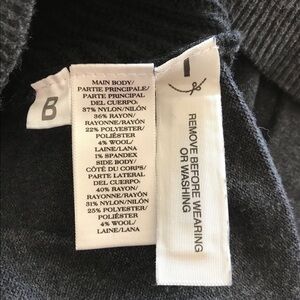 B
MAIN BODY/
PARTIE PRINCIPALE/
PARTE PRINCIPAL
DEL CUERPO:
37% NYLON/NILÓN
36% RAYON/
RAYONNE/RAYÓN
22% POLYESTER/
POLIÉSTER
4% WOOL/
LAINE/LANA
1% SPANDEX
SIDE BODY/
CÔTÉ DU CORPS/
PARTE LATERAL
DEL CUERPO:
40% RAYON/
RAYONNE/RAYÓN
31% NYLON/NILÓN
25% POLYESTER/
POLIÉSTER
4% WOOL/
LAINE/LANA
REMOVE BEFORE WEARING
OR WASHING